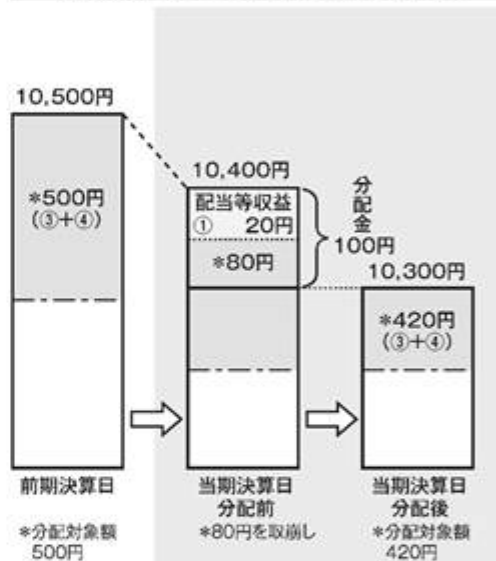 10,500円
*500円
(③+④)
10,400円
配当等収益
① 20円
*80円
分配金
100円
10,300円
*420円
(③+④)
前期決算日
*分配対象額
500円
当期決算日
分配前
*80円を取崩し
当期決算日
分配後
*分配対象額
420円